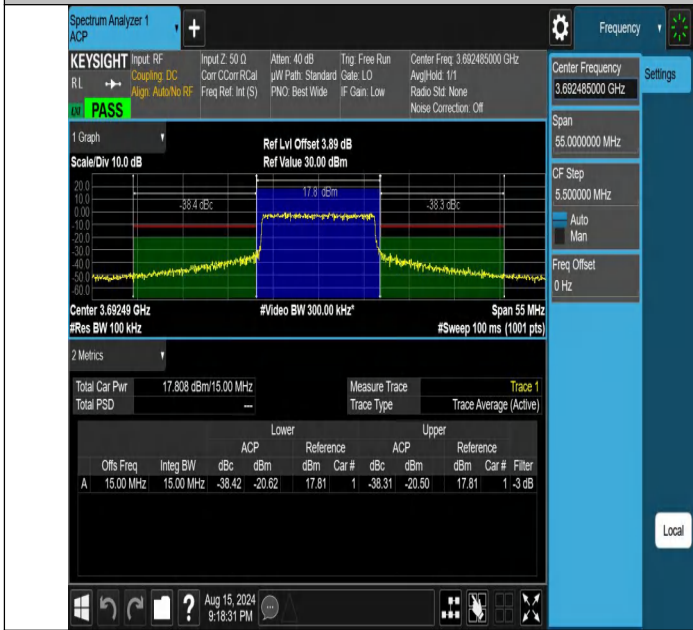 Spectrum Analyzer 1
ACP
+
Frequency
KEYSIGHT
RL
PASS
Input: RF
Coupling: DC
Align: Auto/No RF
Input Z: 50 Ω
Corr CCorr RCal
Freq Ref: Int (S)
Atten: 40 dB
µW Path: Standard
PNO: Best Wide
Trig: Free Run
Gate: LO
IF Gain: Low
Center Freq: 3.692485000 GHz
Avg|Hold: 1/1
Radio Std: None
Noise Correction: Off
Center Frequency
3.692485000 GHz
Settings
Span
55.0000000 MHz
CF Step
5.500000 MHz
Auto
Man
Freq Offset
0 Hz
Local
1 Graph
Scale/Div 10.0 dB
Ref Lvl Offset 3.89 dB
Ref Value 30.00 dBm
20.0
10.0
0.00
-10.0
-20.0
-30.0
-40.0
-50.0
-60.0
-38.4 dBc
17.8 dBm
-38.3 dBc
Center 3.69249 GHz
#Video BW 300.00 kHz*
Span 55 MHz
#Res BW 100 kHz
#Sweep 100 ms (1001 pts)
2 Metrics
Total Car Pwr 17.808 dBm/15.00 MHz
Total PSD ---
Measure Trace Trace 1
Trace Type Trace Average (Active)
Lower Upper
ACP Reference ACP Reference
Offs Freq Integ BW dBc dBm dBm Car # dBc dBm dBm Car # Filter
A 15.00 MHz 15.00 MHz -38.42 -20.62 17.81 1 -38.31 -20.50 17.81 1 -3 dB
?
Aug 15, 2024
9:18:31 PM